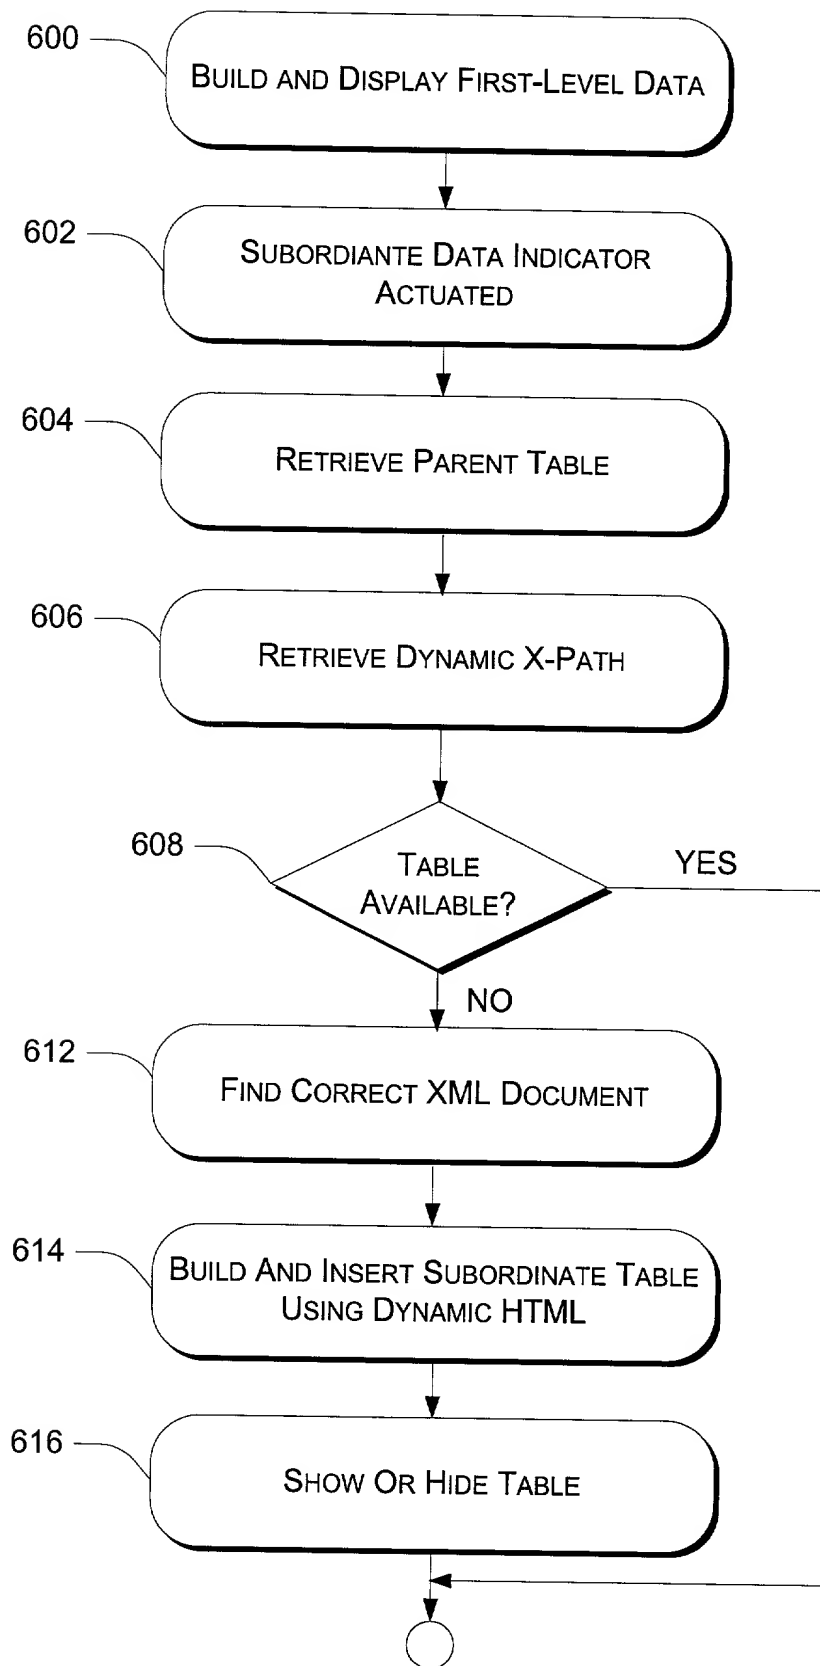 600
BUILD AND DISPLAY FIRST-LEVEL DATA
602
SUBORDIANTE DATA INDICATOR
ACTUATED
604
RETRIEVE PARENT TABLE
606
RETRIEVE DYNAMIC X-PATH
608
TABLE
AVAILABLE?
YES
NO
612
FIND CORRECT XML DOCUMENT
614
BUILD AND INSERT SUBORDINATE TABLE
USING DYNAMIC HTML
616
SHOW OR HIDE TABLE